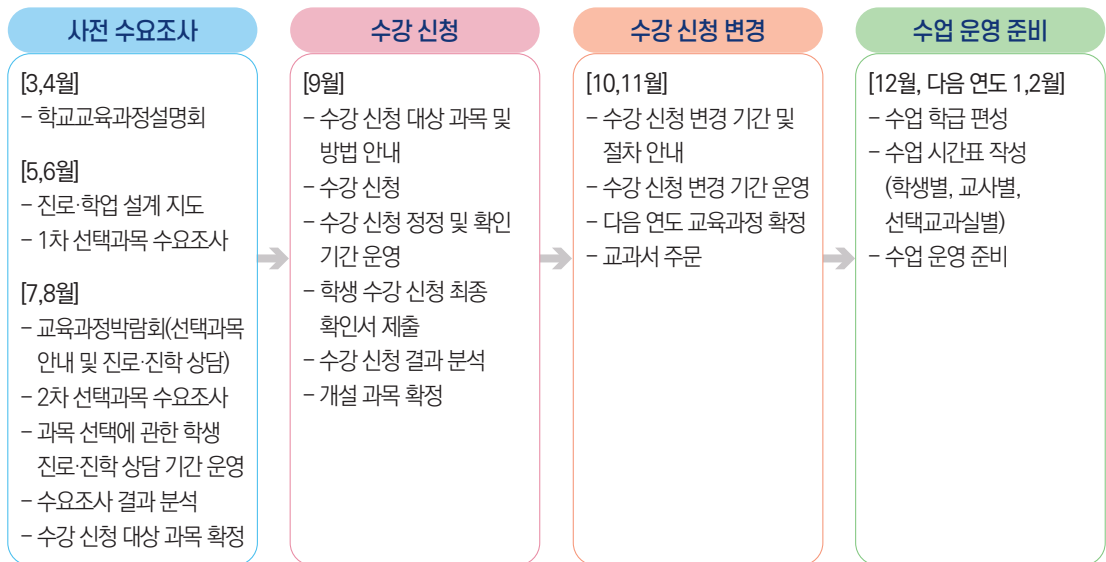 사전 수요조사
[3,4월]
– 학교교육과정설명회
[5,6월]
– 진로·학업 설계 지도
– 1차 선택과목 수요조사
[7,8월]
– 교육과정박람회(선택과목
안내 및 진로·진학 상담)
– 2차 선택과목 수요조사
– 과목 선택에 관한 학생
진로·진학 상담 기간 운영
– 수요조사 결과 분석
– 수강 신청 대상 과목 확정
수강 신청
[9월]
– 수강 신청 대상 과목 및
방법 안내
– 수강 신청
– 수강 신청 정정 및 확인
기간 운영
– 학생 수강 신청 최종
확인서 제출
– 수강 신청 결과 분석
– 개설 과목 확정
수강 신청 변경
[10,11월]
– 수강 신청 변경 기간 및
절차 안내
– 수강 신청 변경 기간 운영
– 다음 연도 교육과정 확정
– 교과서 주문
수업 운영 준비
[12월, 다음 연도 1,2월]
– 수업 학급 편성
– 수업 시간표 작성
(학생별, 교사별,
선택교과실별)
– 수업 운영 준비